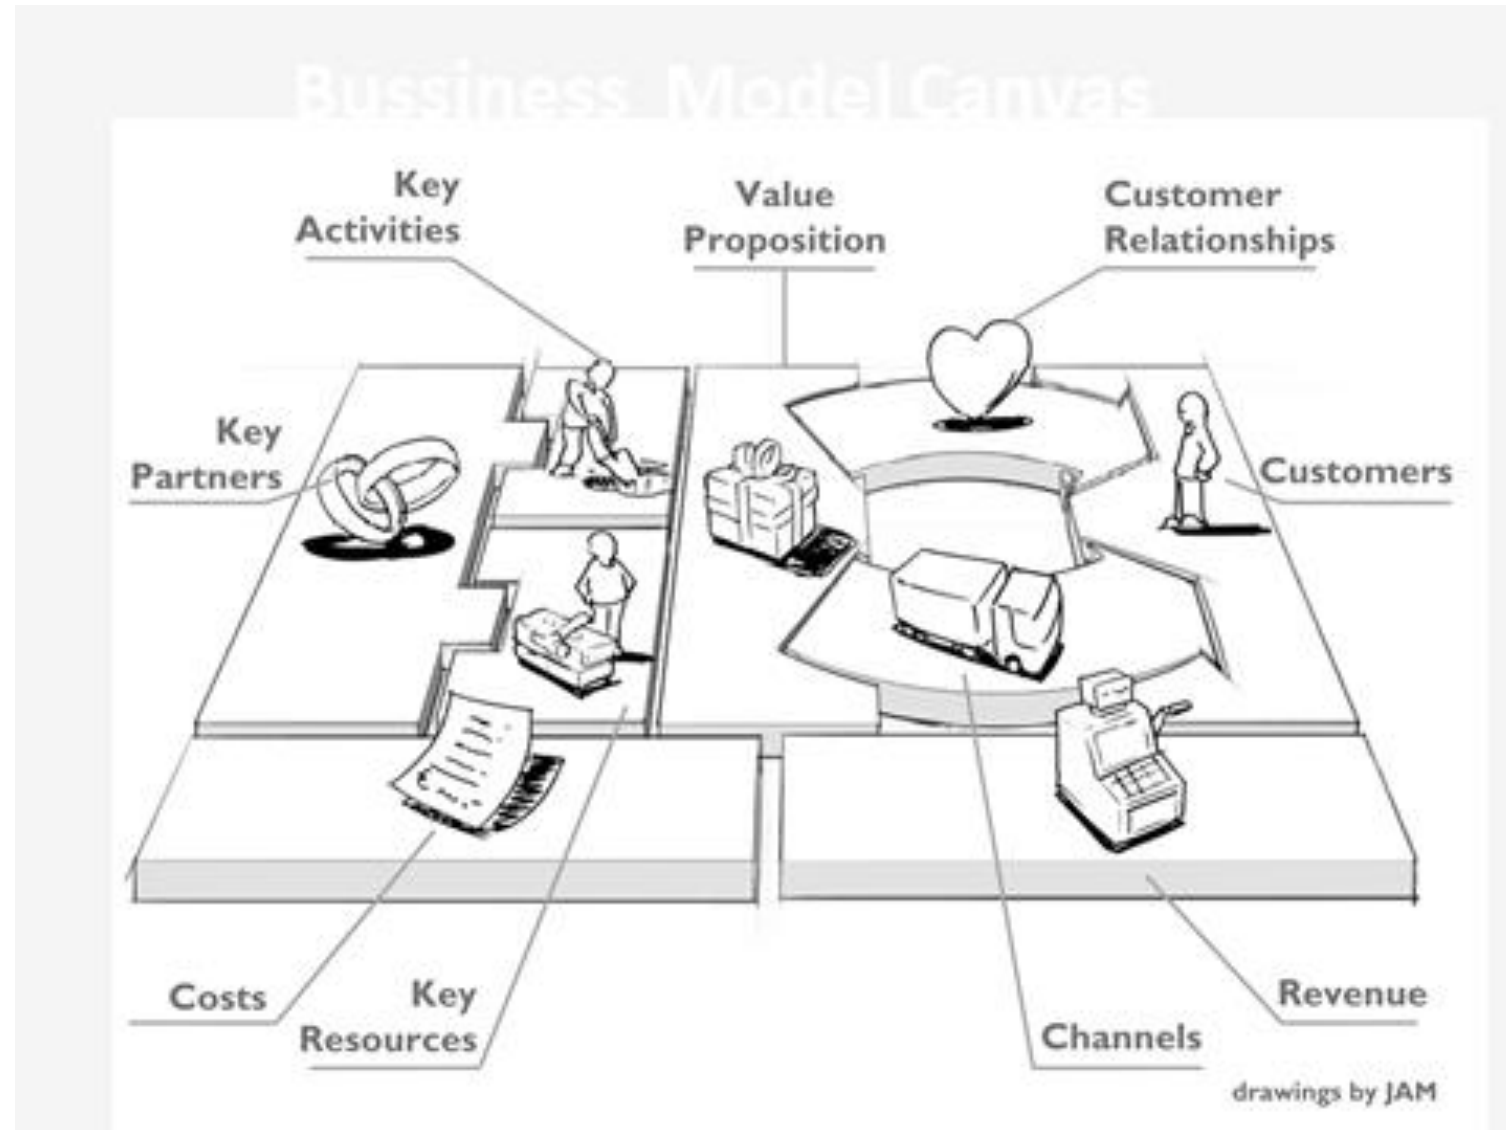 Bussiness Model Canvas
Key
Activities
Value
Proposition
Customer
Relationships
Key
Partners
Customers
Costs
Key
Resources
Channels
Revenue
drawings by JAM